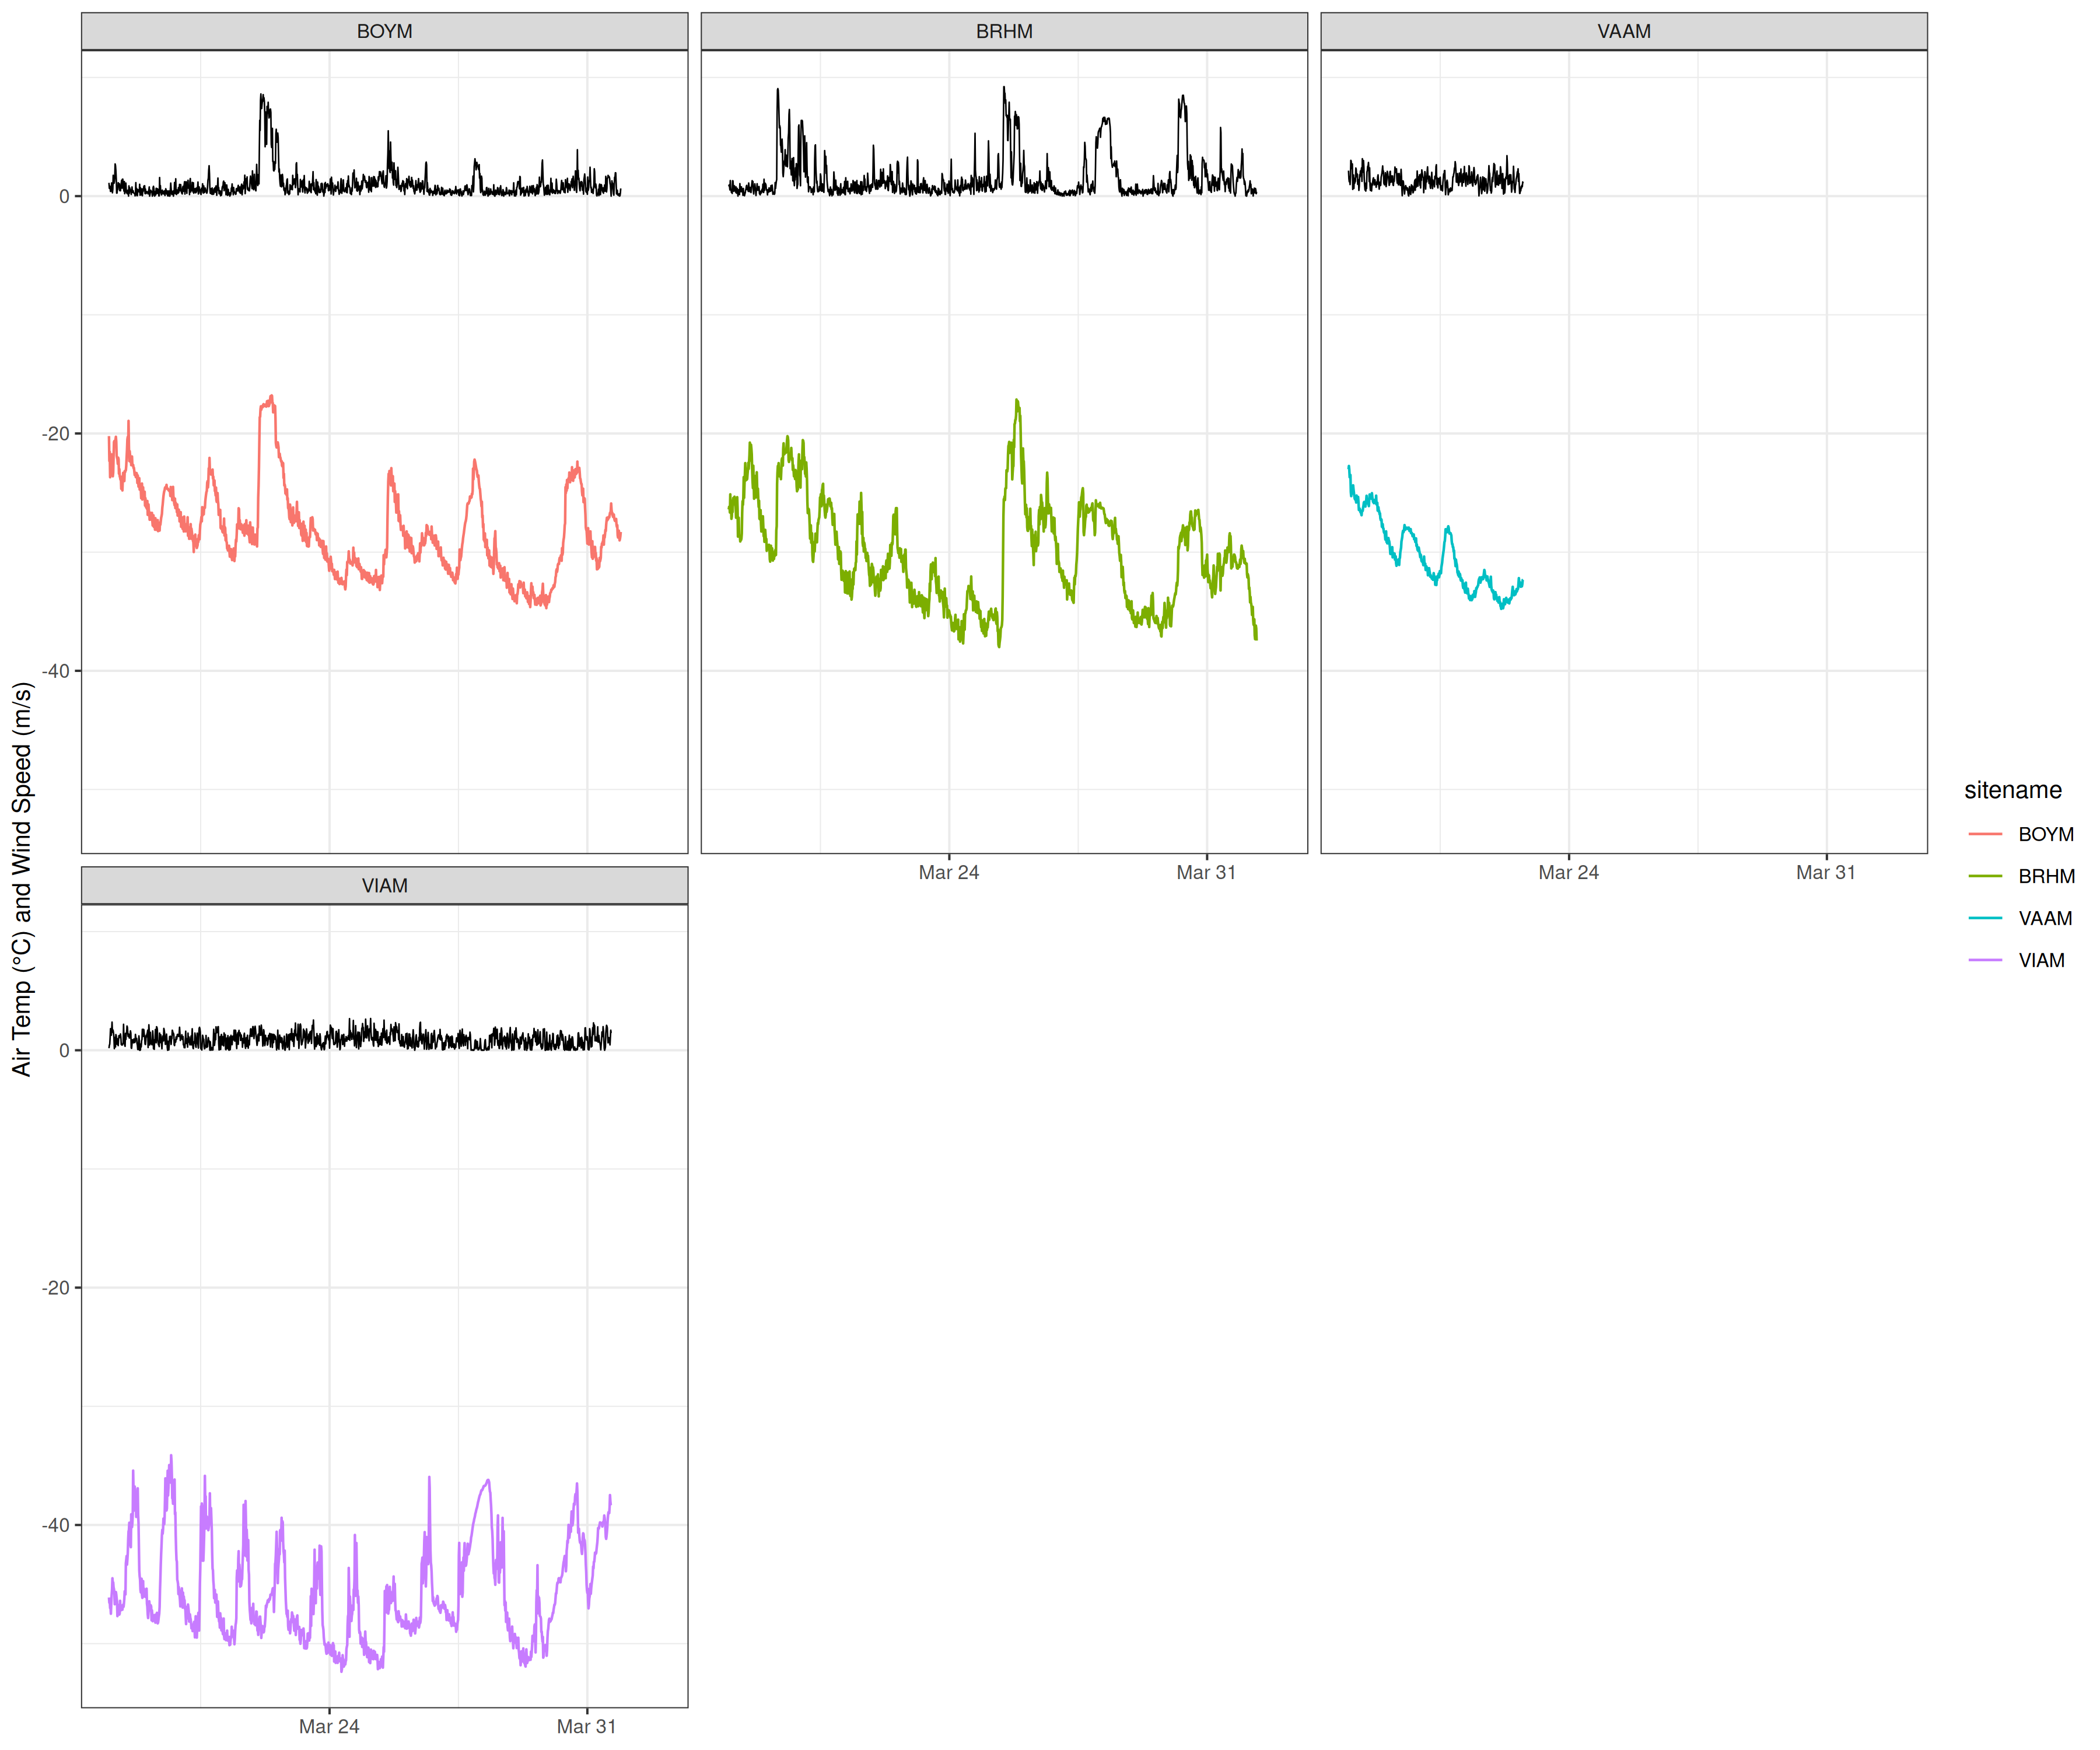 BOYM
BRHM
VAAM
0
-20
-40
Mar 24
Mar 31
Mar 24
Mar 31
VIAM
0
-20
-40
Mar 24
Mar 31
Air Temp (°C) and Wind Speed (m/s)
sitename
BOYM
BRHM
VAAM
VIAM